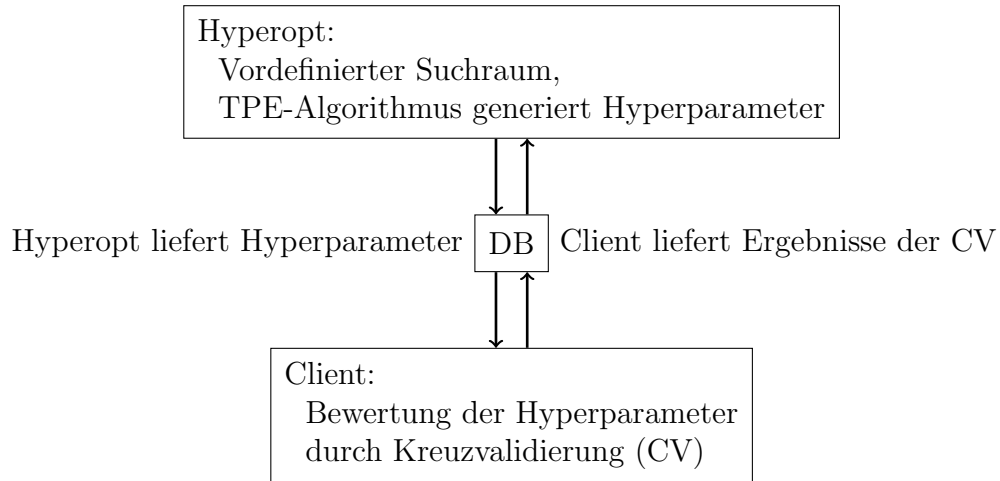 Hyperopt:
Vordefinierter Suchraum,
TPE-Algorithmus generiert Hyperparameter
Hyperopt liefert Hyperparameter DB Client liefert Ergebnisse der CV
Client:
Bewertung der Hyperparameter
durch Kreuzvalidierung (CV)